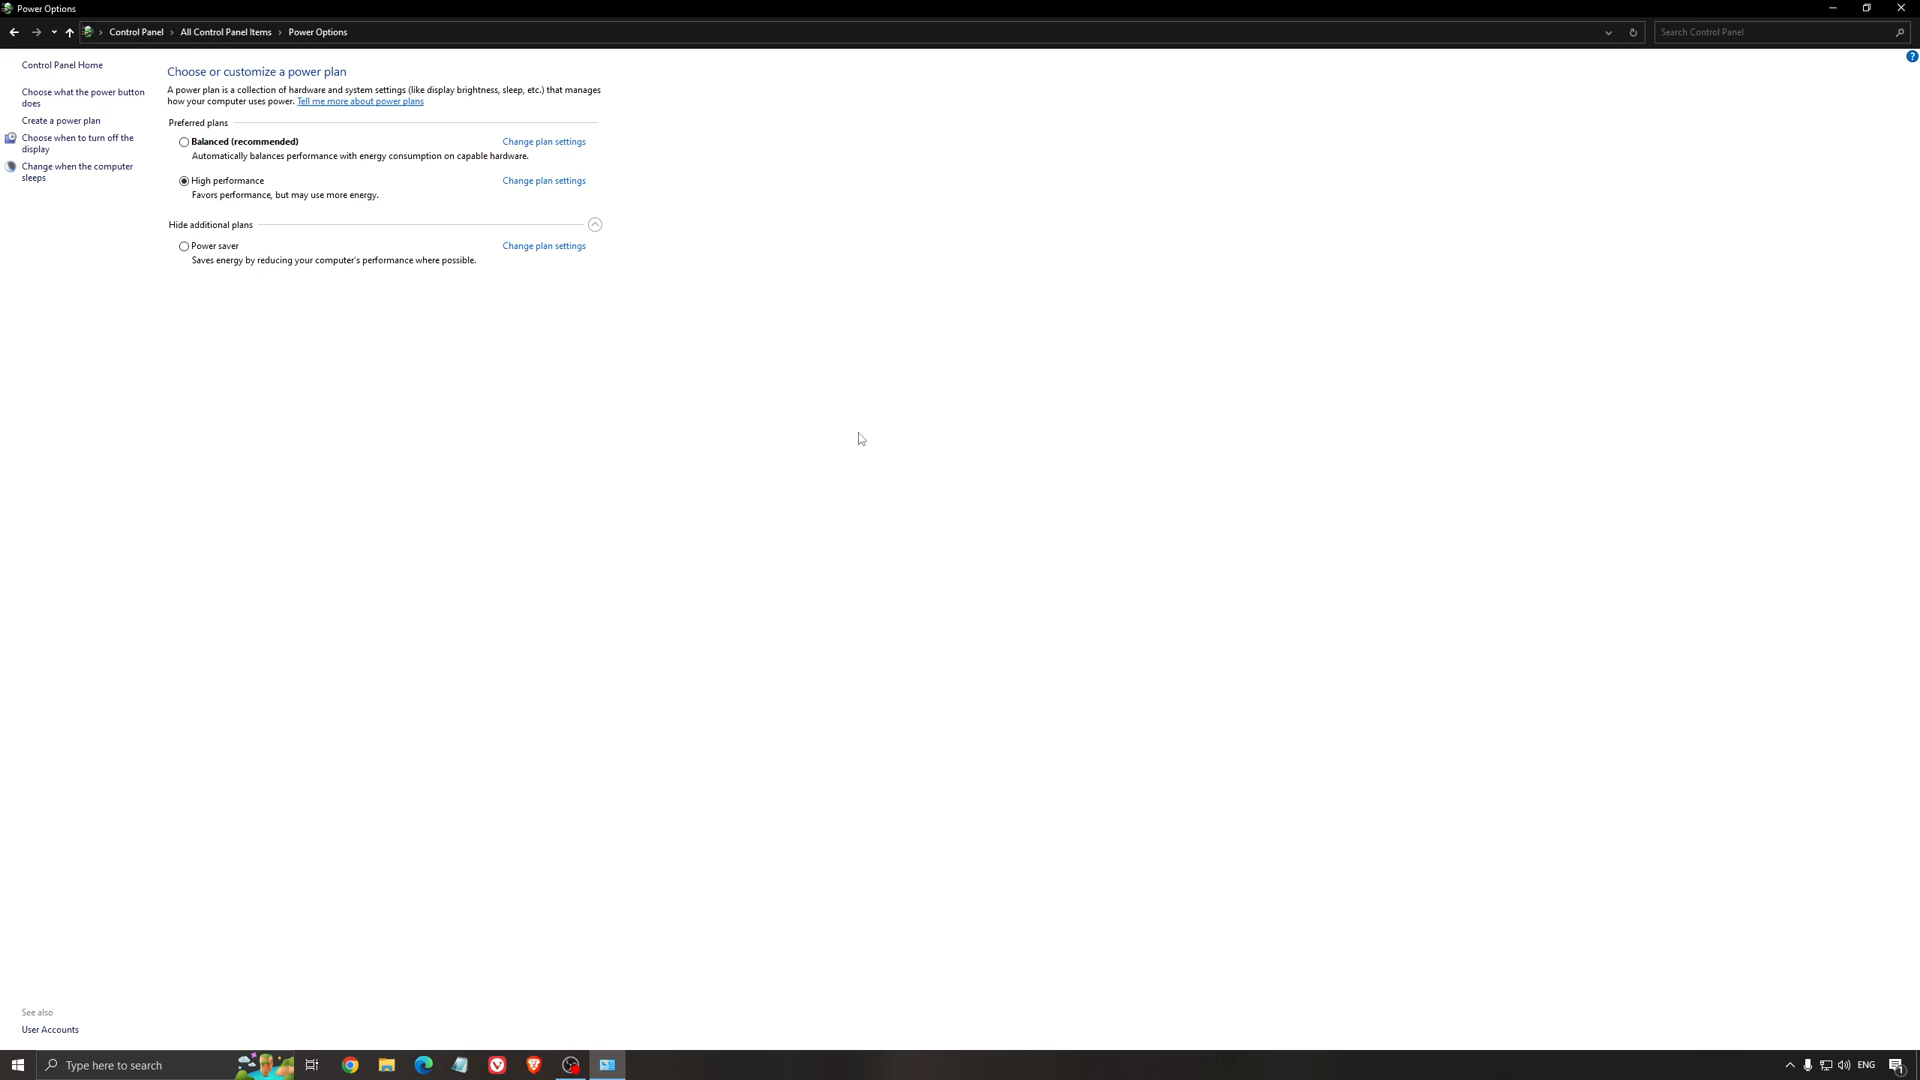 Power Options
Control Panel › All Control Panel Items › Power Options
Search Control Panel
Control Panel Home
Choose what the power button
does
Create a power plan
Choose when to turn off the
display
Change when the computer
sleeps
Choose or customize a power plan
A power plan is a collection of hardware and system settings (like display brightness, sleep, etc.) that manages
how your computer uses power. Tell me more about power plans
Preferred plans
Balanced (recommended) Change plan settings
Automatically balances performance with energy consumption on capable hardware.
High performance Change plan settings
Favors performance, but may use more energy.
Hide additional plans
Power saver Change plan settings
Saves energy by reducing your computer's performance where possible.
See also
User Accounts
Type here to search
ENG
1